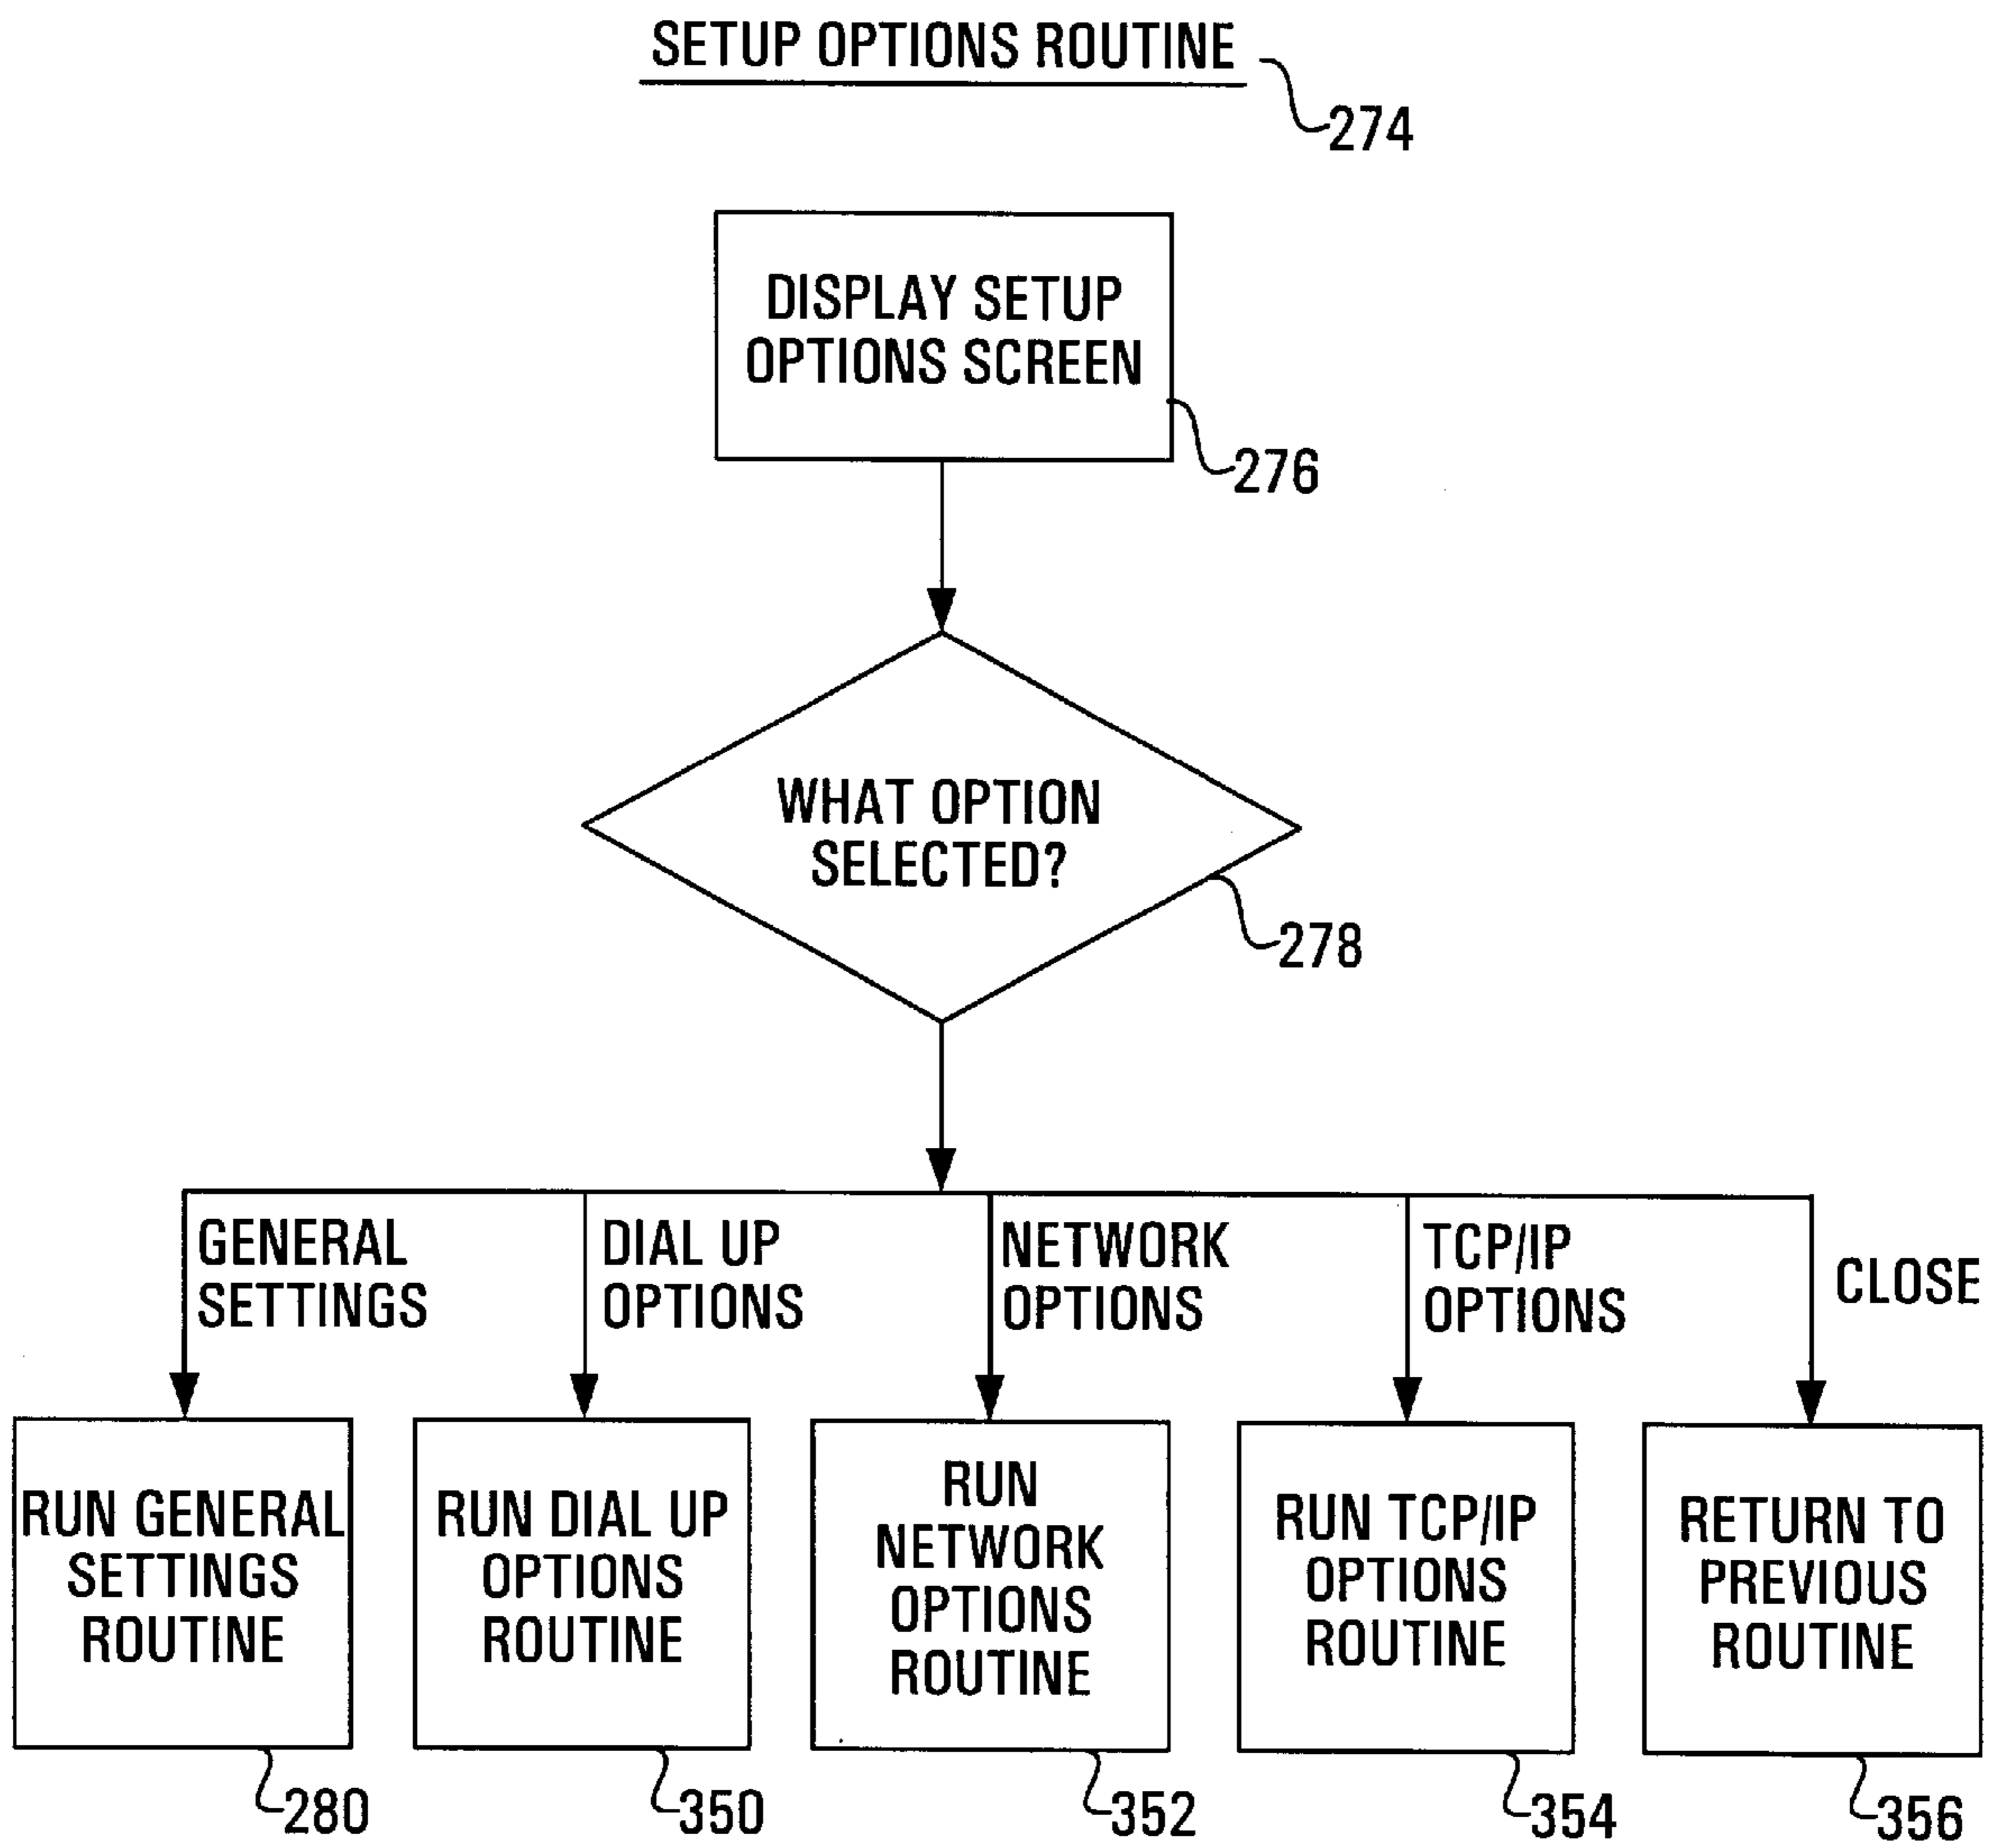 SETUP OPTIONS ROUTINE
274
DISPLAY SETUP
OPTIONS SCREEN
276
WHAT OPTION
SELECTED?
278
GENERAL
SETTINGS
DIAL UP
OPTIONS
NETWORK
OPTIONS
TCP/IP
OPTIONS
CLOSE
RUN GENERAL
SETTINGS
ROUTINE
280
RUN DIAL UP
OPTIONS
ROUTINE
350
RUN
NETWORK
OPTIONS
ROUTINE
352
RUN TCP/IP
OPTIONS
ROUTINE
354
RETURN TO
PREVIOUS
ROUTINE
356